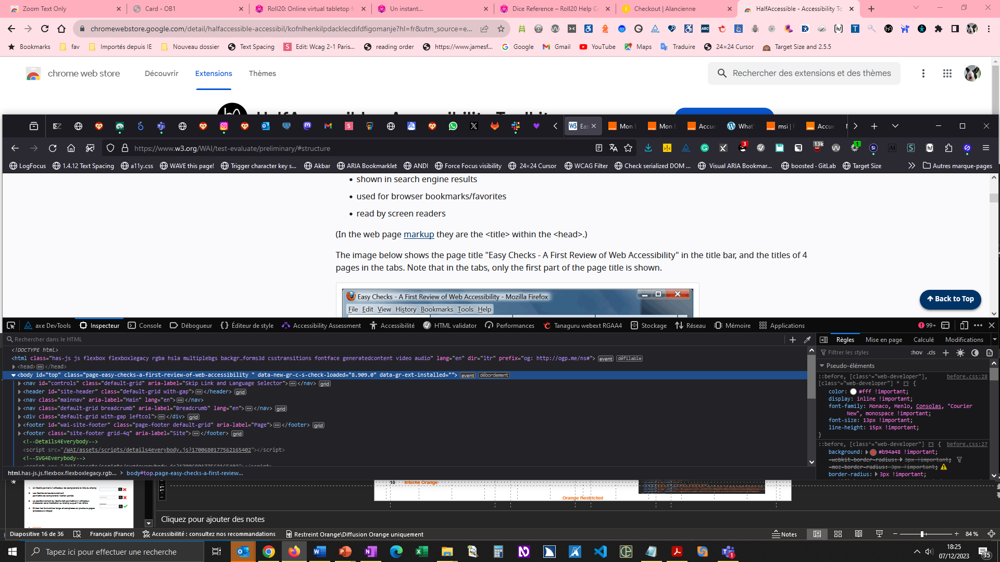 Zoom Text Only
Card - OB1
Roll20: Online virtual tabletop f
Un instant...
Dice Reference – Roll20 Help Ce
Checkout | Alancienne
HalfAccessible - Accessibility To
chromewebstore.google.com/detail/halfaccessible-accessibil/kofnlhenkilpdacklecdifdfigomanje?hl=fr&utm_source=e...
Bookmarks
fav
Importés depuis IE
Nouveau dossier
Text Spacing
Edit: Wcag 2-1 Paris...
reading order
https://www.jamesf...
Google
Gmail
YouTube
Maps
Traduire
24×24 Cursor
Target Size and 2.5.5
chrome web store
Découvrir
Extensions
Thèmes
Rechercher des extensions et des thèmes
Eas
Mon E
Mon E
Accue
What'
msi | F
Accue
https://www.w3.org/WAI/test-evaluate/preliminary/#structure
3
13k
1
LogFocus
1.4.12 Text Spacing
a11y.css
WAVE this page!
Trigger character key s...
Akbar
ARIA Bookmarklet
ANDI
Force Focus visibility
24×24 Cursor
WCAG Filter
Check serialized DOM ...
Visual ARIA Bookmar...
boosted · GitLab
Target Size
Autres marque-pages
• shown in search engine results
• used for browser bookmarks/favorites
• read by screen readers
(In the web page markup they are the <title> within the <head>.)
The image below shows the page title "Easy Checks - A First Review of Web Accessibility" in the title bar, and the titles of 4
pages in the tabs. Note that in the tabs, only the first part of the page title is shown.
Easy Checks - A First Review of Web Accessibility - Mozilla Firefox
File Edit View History Bookmarks Tools Help
Back to Top
axe DevTools
Inspecteur
Console
Débogueur
Éditeur de style
Accessibility Assessment
Accessibilité
HTML validator
Performances
Tanaguru webext RGAA4
Stockage
Réseau
Mémoire
Applications
99+
Rechercher dans le HTML
Règles
Mise en page
Calculé
Modifications
<!DOCTYPE html>
<html class="has-js js flexbox flexboxlegacy rgba hsla multiplebgs backgr_forms3d csstransitions fontface generatedcontent video audio" lang="en" dir="ltr" prefix="og: http://ogp.me/ns#"> event défilable
<head> ••• </head>
<body id="top" class="page-easy-checks-a-first-review-of-web-accessibility " data-new-gr-c-s-check-loaded="8.909.0" data-gr-ext-installed=""> event débordement
<nav id="controls" class="default-grid" aria-label="Skip Link and Language Selector"> ••• </nav> grid
<header id="site-header" class="default-grid with-gap"> ••• </header> grid
<nav class="mainnav" aria-label="Main" lang="en"> ••• </nav>
<nav class="default-grid breadcrumb" aria-label="Breadcrumb" lang="en"> ••• </nav> grid
<div class="default-grid with-gap leftcol"> ••• </div> grid
<footer id="wai-site-footer" class="page-footer default-grid" aria-label="Page"> ••• </footer> grid
<footer class="site-footer grid-4q" aria-label="Site"> ••• </footer> grid
<!--Details4Everybody-->
<script src="/WAI/assets/scripts/details4everybody.js?1700680177562165402"></script>
<!--SVG4Everybody-->
<script src="/WAI/assets/scripts/svg4everybody.js?1700680177562165402"></script>
html.has-js.js.flexbox.flexboxlegacy.rgb... > body#top.page-easy-checks-a-first-review...
Filtrer les styles
:hov .cls
Pseudo-éléments
::before, [class^="web-developer"], before.css:28
[class^="web-developer"] * {
color: #fff !important;
display: inline !important;
font-family: Monaco, Menlo, Consolas, "Courier
New", monospace !important;
font-size: 13px !important;
line-height: 15px !important;
}
::before, [class^="web-developer"] { before.css:27
background: #b94a48 !important;
-webkit-border-radius: 3px !important;
-moz-border-radius: 3px !important;
border-radius: 3px !important;
16 Interne Orange
Orange Restricted
Cliquez pour ajouter des notes
Diapositive 16 de 36
Français (France)
Accessibilité : consultez nos recommandations
Restreint Orange\Diffusion Orange uniquement
Notes
84 %
Tapez ici pour effectuer une recherche
18:25
07/12/2023
35